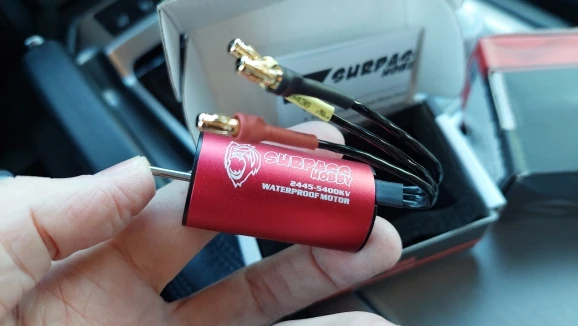 SURPASS
HOBBY
SURPASS
HOBBY
2445-5400KV
WATERPROOF MOTOR